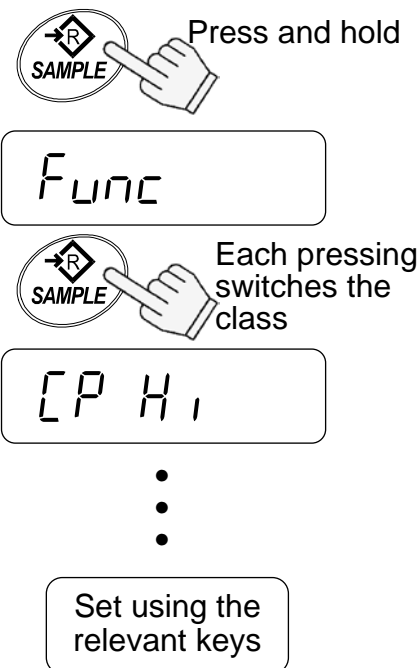 R
SAMPLE
Press and hold
Func
R
SAMPLE
Each pressing
switches the
class
CP Hi
Set using the
relevant keys